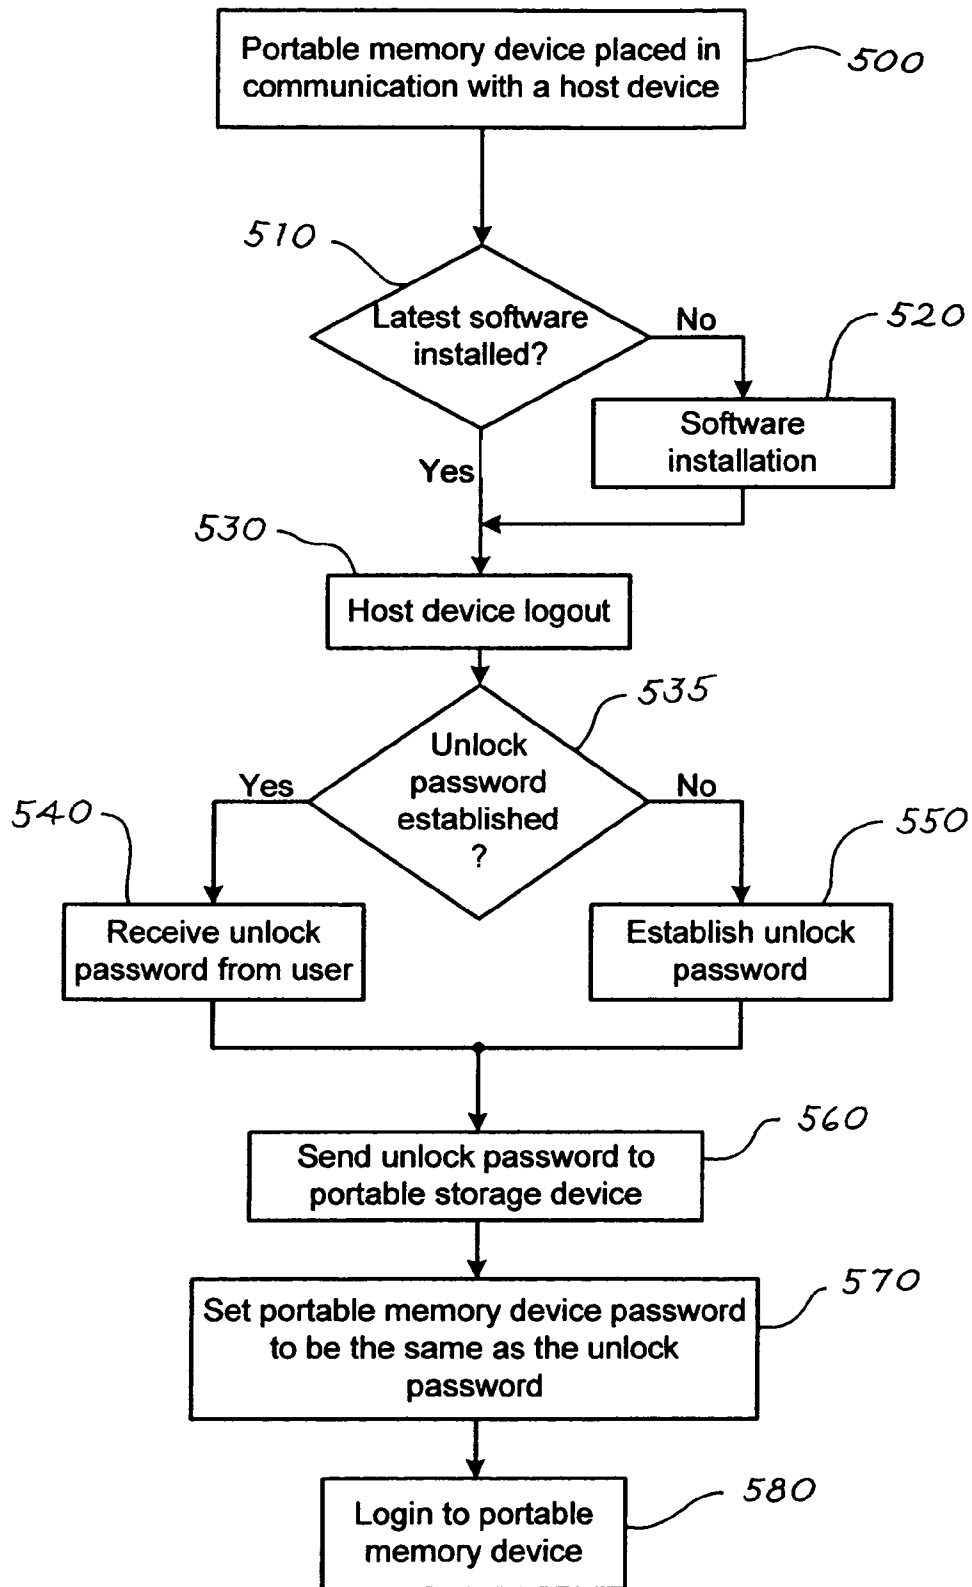 Portable memory device placed in
communication with a host device
500
510
Latest software
installed?
No
520
Software
installation
Yes
530
Host device logout
535
Unlock
password
established
?
Yes
No
540
550
Receive unlock
password from user
Establish unlock
password
560
Send unlock password to
portable storage device
570
Set portable memory device password
to be the same as the unlock
password
580
Login to portable
memory device